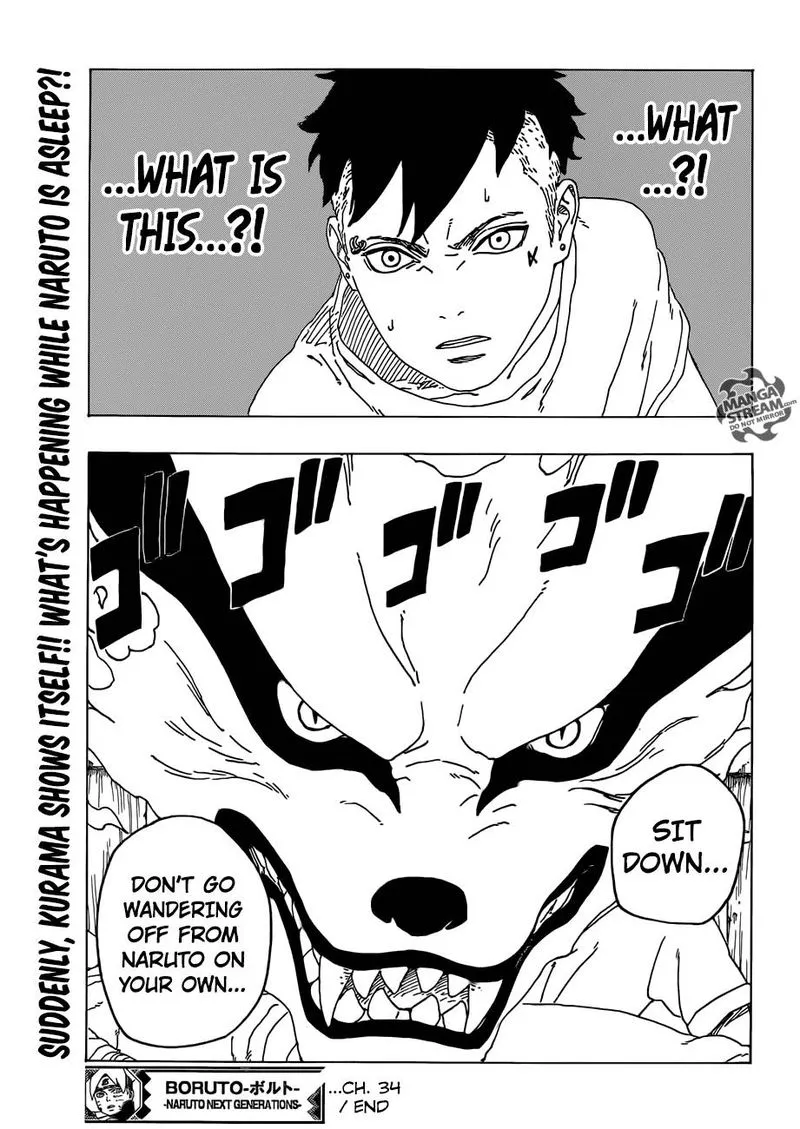 ...WHAT
...?!
...WHAT IS
THIS...?!
MANGA
STREAM.com
DO NOT MIRROR
ゴゴゴゴゴ
SIT
DOWN...
DON'T GO
WANDERING
OFF FROM
NARUTO ON
YOUR OWN...
SUDDENLY, KURAMA SHOWS ITSELF!! WHAT'S HAPPENING WHILE NARUTO IS ASLEEP?!
BORUTO-ボルト-
-NARUTO NEXT GENERATIONS-
...CH. 34
/ END